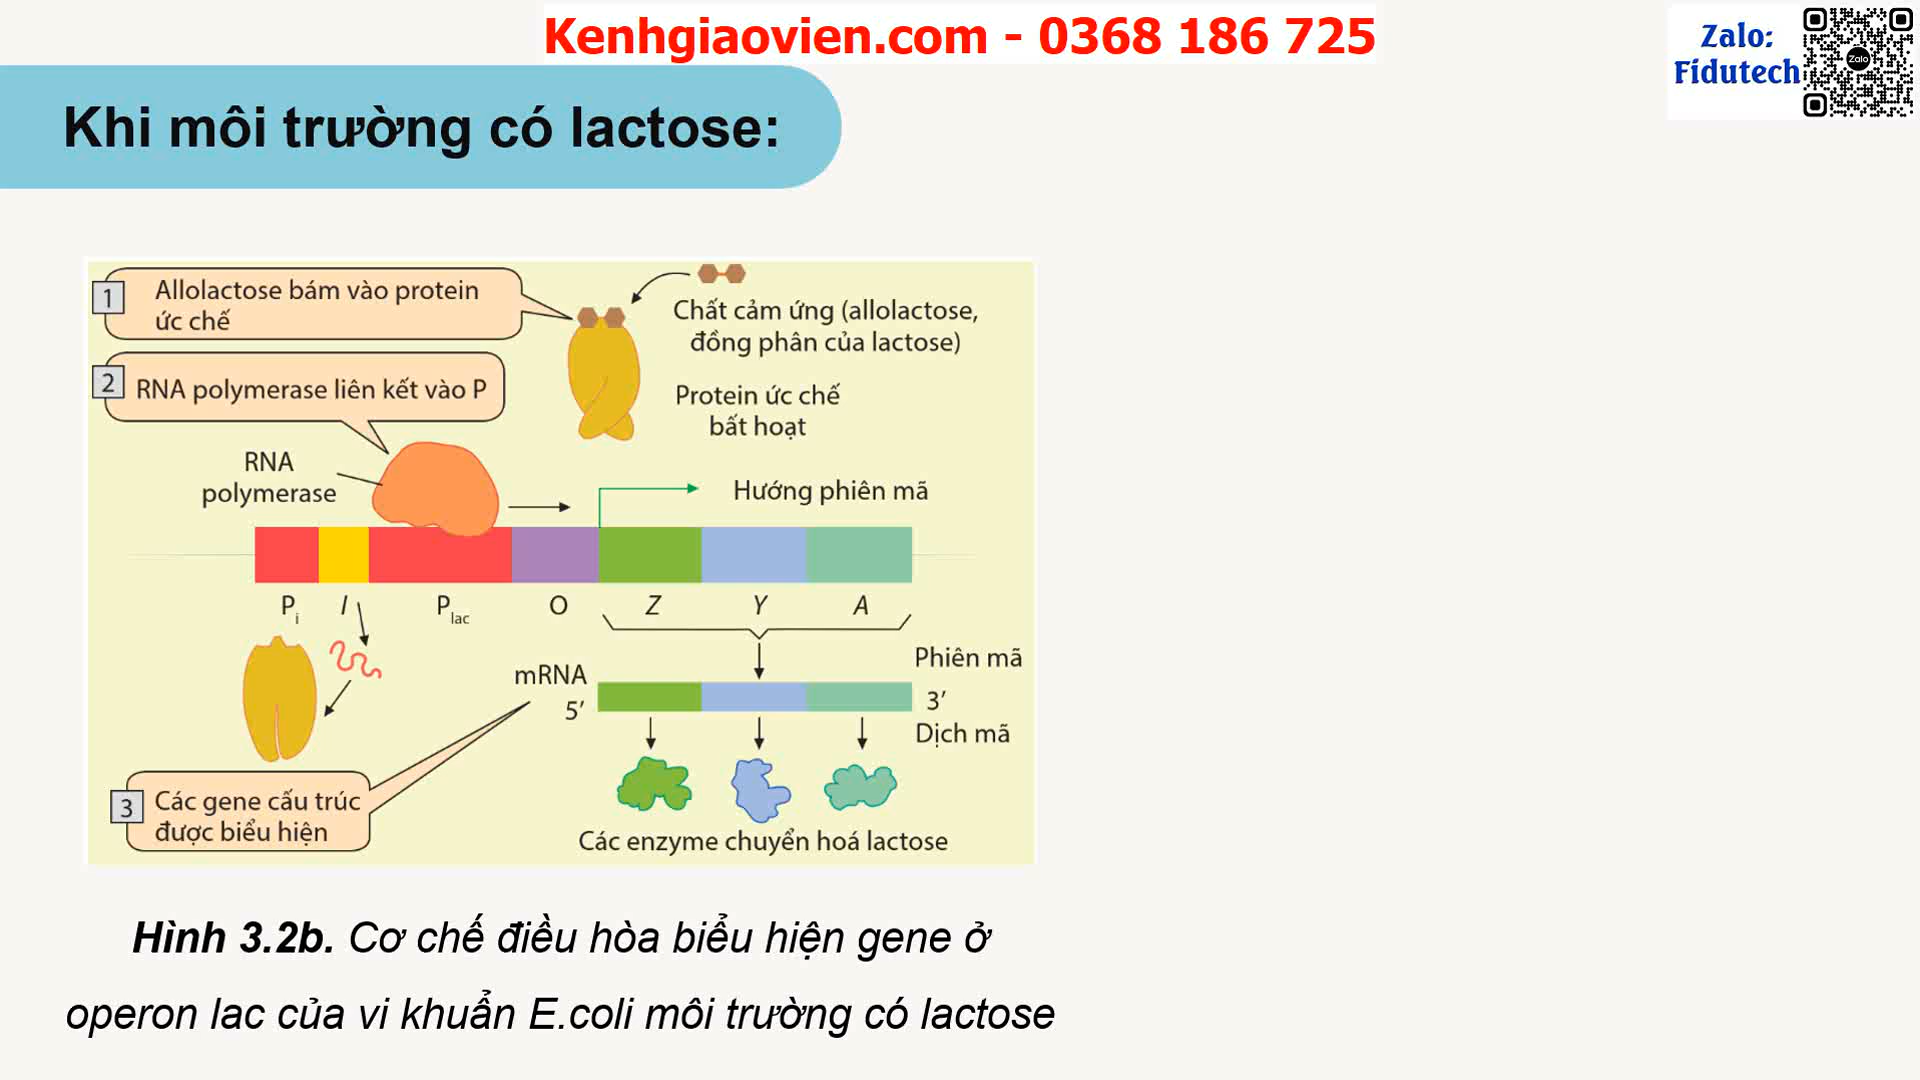 Kenhgiaovien.com - 0368 186 725
Zalo:
Fidutech
Zalo
Khi môi trường có lactose:
1
Allolactose bám vào protein
ức chế
Chất cảm ứng (allolactose,
đồng phân của lactose)
2
RNA polymerase liên kết vào P
Protein ức chế
bất hoạt
RNA
polymerase
Hướng phiên mã
Pi I Plac O Z Y A
Phiên mã
mRNA
5′ 3′
Dịch mã
3
Các gene cấu trúc
được biểu hiện
Các enzyme chuyển hoá lactose
Hình 3.2b. Cơ chế điều hòa biểu hiện gene ở
operon lac của vi khuẩn E.coli môi trường có lactose